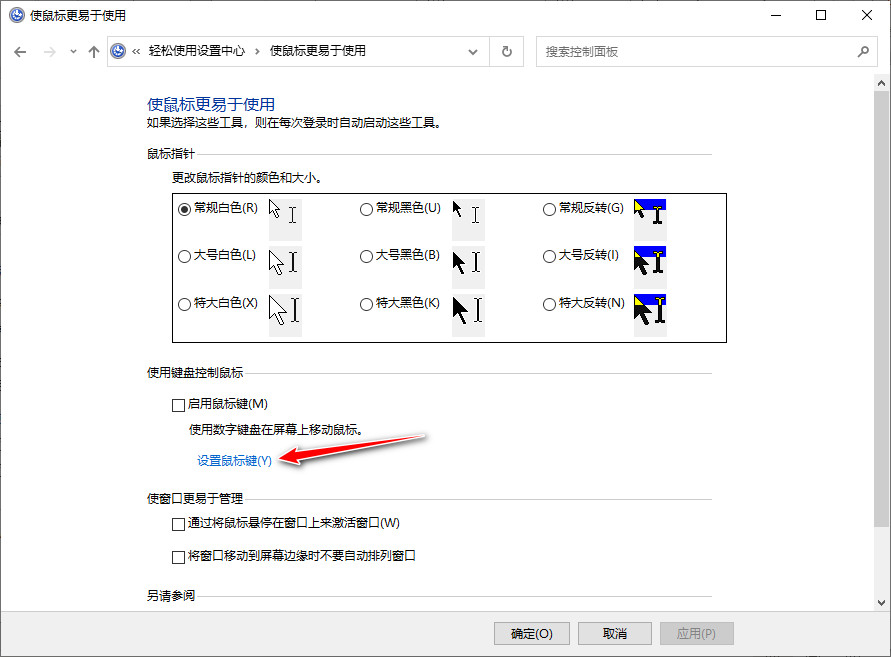 使鼠标更易于使用
« 轻松使用设置中心 › 使鼠标更易于使用
搜索控制面板
使鼠标更易于使用
如果选择这些工具，则在每次登录时自动启动这些工具。
鼠标指针
更改鼠标指针的颜色和大小。
常规白色(R) 常规黑色(U) 常规反转(G)
大号白色(L) 大号黑色(B) 大号反转(I)
特大白色(X) 特大黑色(K) 特大反转(N)
使用键盘控制鼠标
启用鼠标键(M)
使用数字键盘在屏幕上移动鼠标。
设置鼠标键(Y)
使窗口更易于管理
通过将鼠标悬停在窗口上来激活窗口(W)
将窗口移动到屏幕边缘时不要自动排列窗口
另请参阅
确定(O) 取消 应用(P)